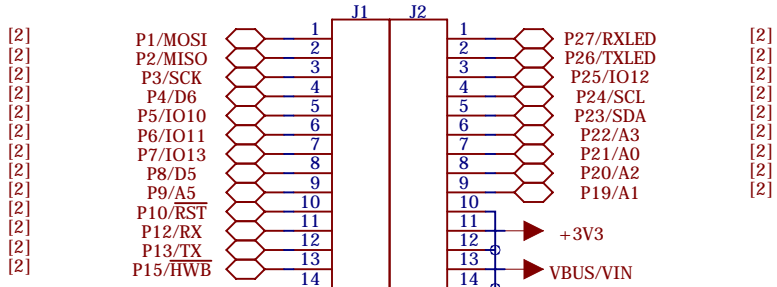 J1 J2
[2] P1/MOSI 1 1 P27/RXLED [2]
[2] P2/MISO 2 2 P26/TXLED [2]
[2] P3/SCK 3 3 P25/IO12 [2]
[2] P4/D6 4 4 P24/SCL [2]
[2] P5/IO10 5 5 P23/SDA [2]
[2] P6/IO11 6 6 P22/A3 [2]
[2] P7/IO13 7 7 P21/A0 [2]
[2] P8/D5 8 8 P20/A2 [2]
[2] P9/A5 9 9 P19/A1 [2]
[2] P10/RST 10 10
[2] P12/RX 11 11 +3V3
[2] P13/TX 12 12
[2] P15/HWB 13 13 VBUS/VIN
14 14